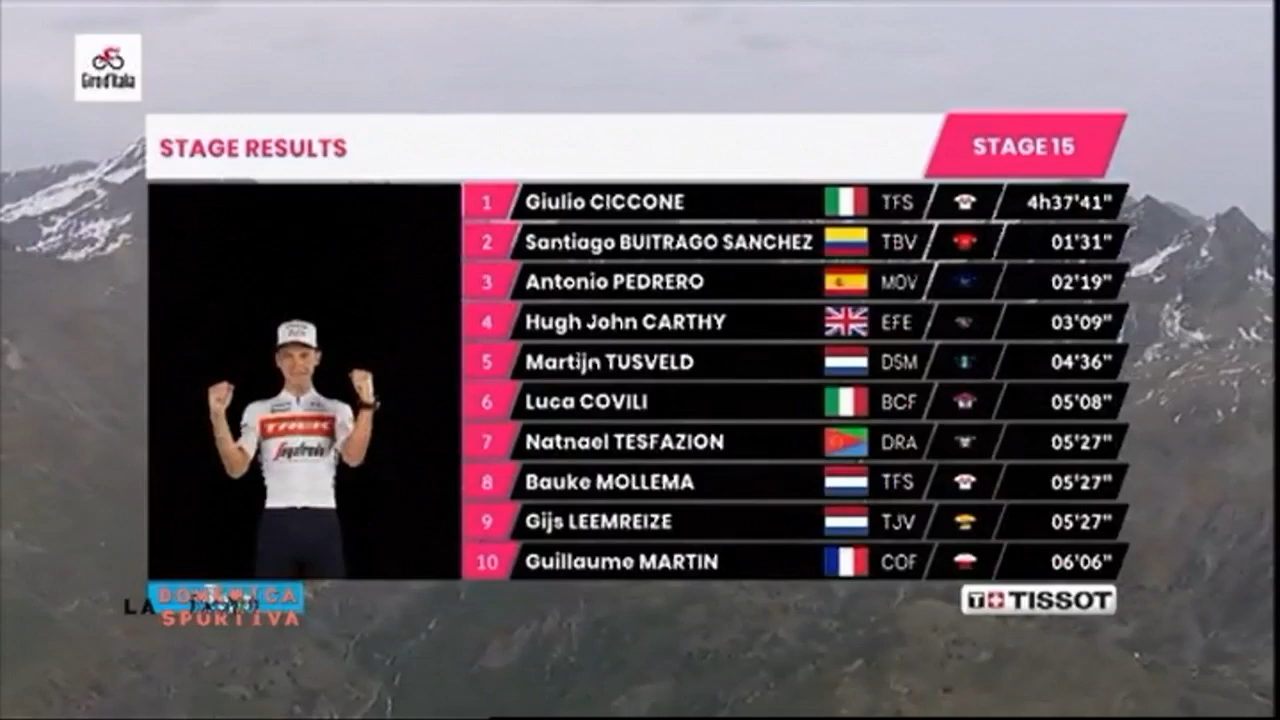 Giro d'Italia
STAGE RESULTS
STAGE 15
1 Giulio CICCONE TFS 4h37'41"
2 Santiago BUITRAGO SANCHEZ TBV 01'31"
3 Antonio PEDRERO MOV 02'19"
4 Hugh John CARTHY EFE 03'09"
5 Martijn TUSVELD DSM 04'36"
6 Luca COVILI BCF 05'08"
7 Natnael TESFAZION DRA 05'27"
8 Bauke MOLLEMA TFS 05'27"
9 Gijs LEEMREIZE TJV 05'27"
10 Guillaume MARTIN COF 06'06"
TREK
Segafredo
LA DOMENICA
SPORTIVA
T+ TISSOT